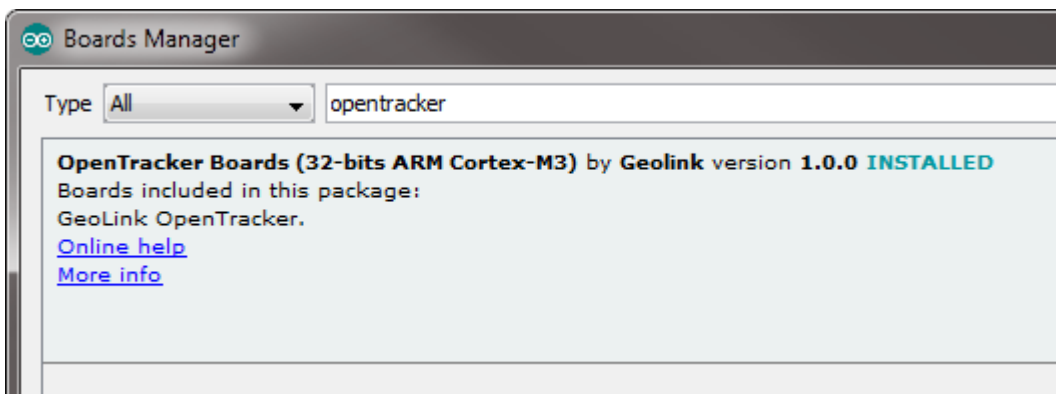 Boards Manager
Type All opentracker
OpenTracker Boards (32-bits ARM Cortex-M3) by Geolink version 1.0.0 INSTALLED
Boards included in this package:
GeoLink OpenTracker.
Online help
More info